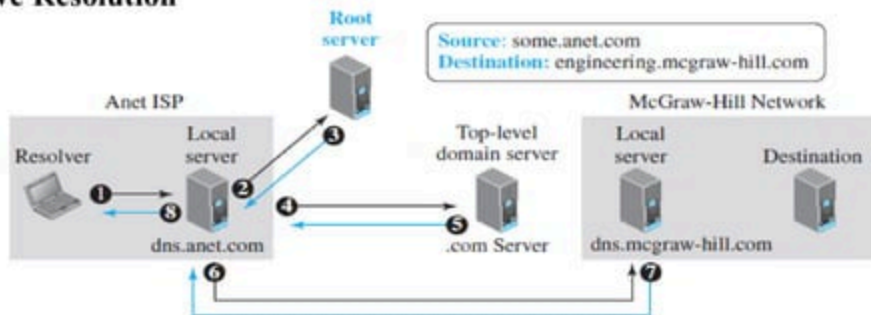 Resolution
Root
server
Source: some.anet.com
Destination: engineering.mcgraw-hill.com
Anet ISP
McGraw-Hill Network
Resolver
Local
server
Top-level
domain server
Local
server
Destination
1
2
3
4
5
6
7
8
dns.anet.com
.com Server
dns.mcgraw-hill.com